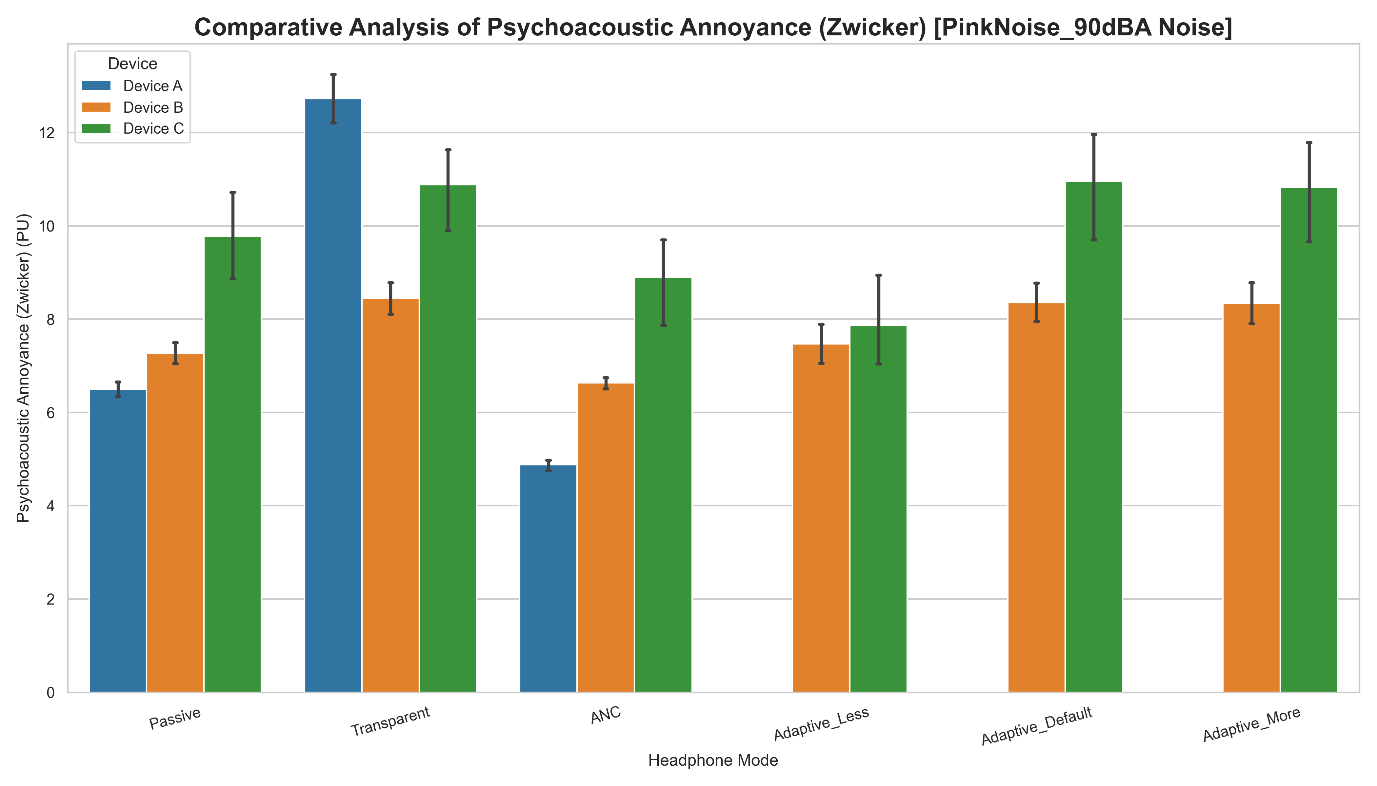 Comparative Analysis of Psychoacoustic Annoyance (Zwicker) [PinkNoise_90dBA Noise]
Device
Device A
Device B
Device C
Psychoacoustic Annoyance (Zwicker) (PU)
12
10
8
6
4
2
0
Passive
Transparent
ANC
Adaptive_Less
Adaptive_Default
Adaptive_More
Headphone Mode